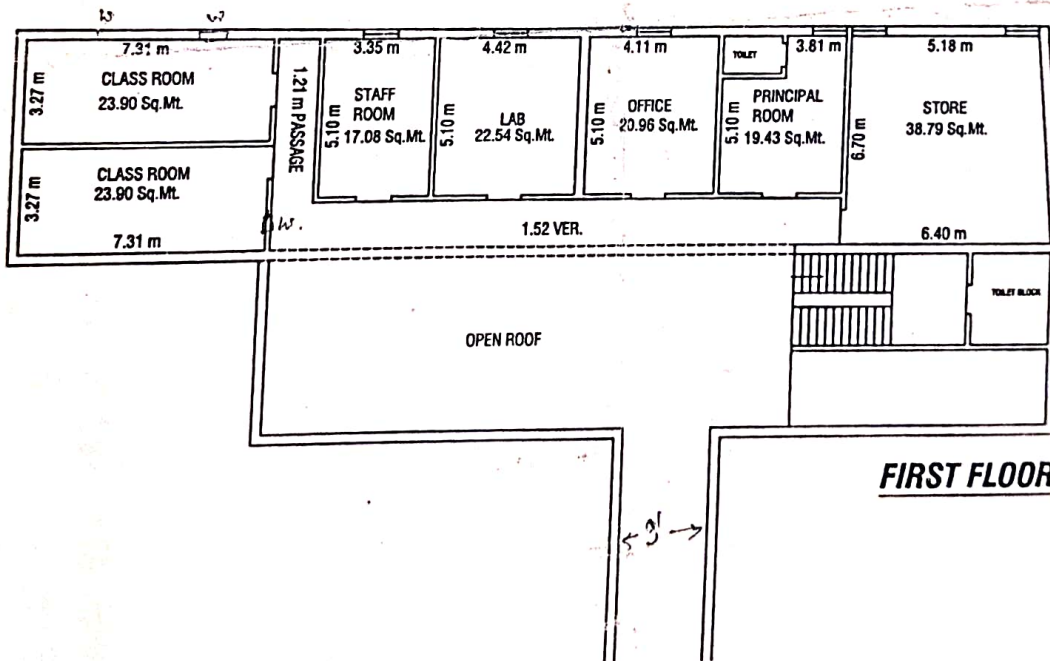 W
W
7.31 m
CLASS ROOM
23.90 Sq.Mt.
3.27 m
CLASS ROOM
23.90 Sq.Mt.
3.27 m
7.31 m
1.21 m PASSAGE
3.35 m
STAFF
ROOM
17.08 Sq.Mt.
5.10 m
4.42 m
LAB
22.54 Sq.Mt.
5.10 m
4.11 m
OFFICE
20.96 Sq.Mt.
5.10 m
TOILET
3.81 m
PRINCIPAL
ROOM
19.43 Sq.Mt.
5.10 m
5.18 m
STORE
38.79 Sq.Mt.
6.70 m
6.40 m
W.
1.52 VER.
TOILET BLOCK
OPEN ROOF
FIRST FLOOR